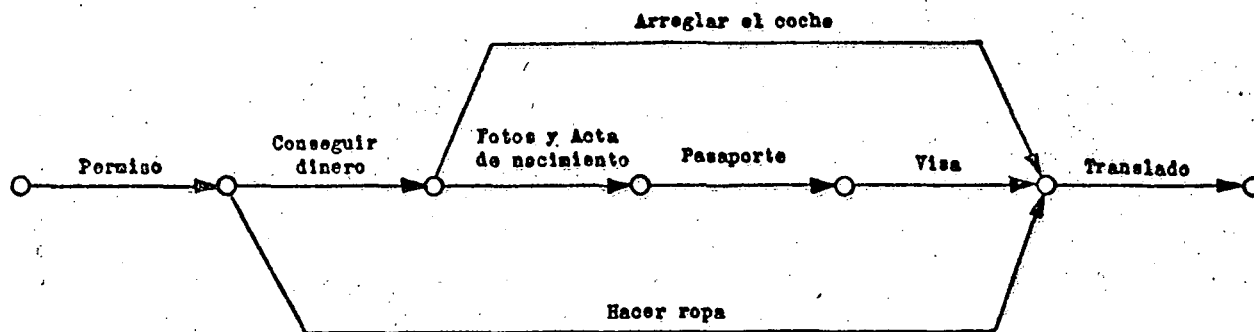 Arreglar el coche
Permiso
Conseguir
dinero
Fotos y Acta
de nacimiento
Pasaporte
Visa
Translado
Hacer ropa